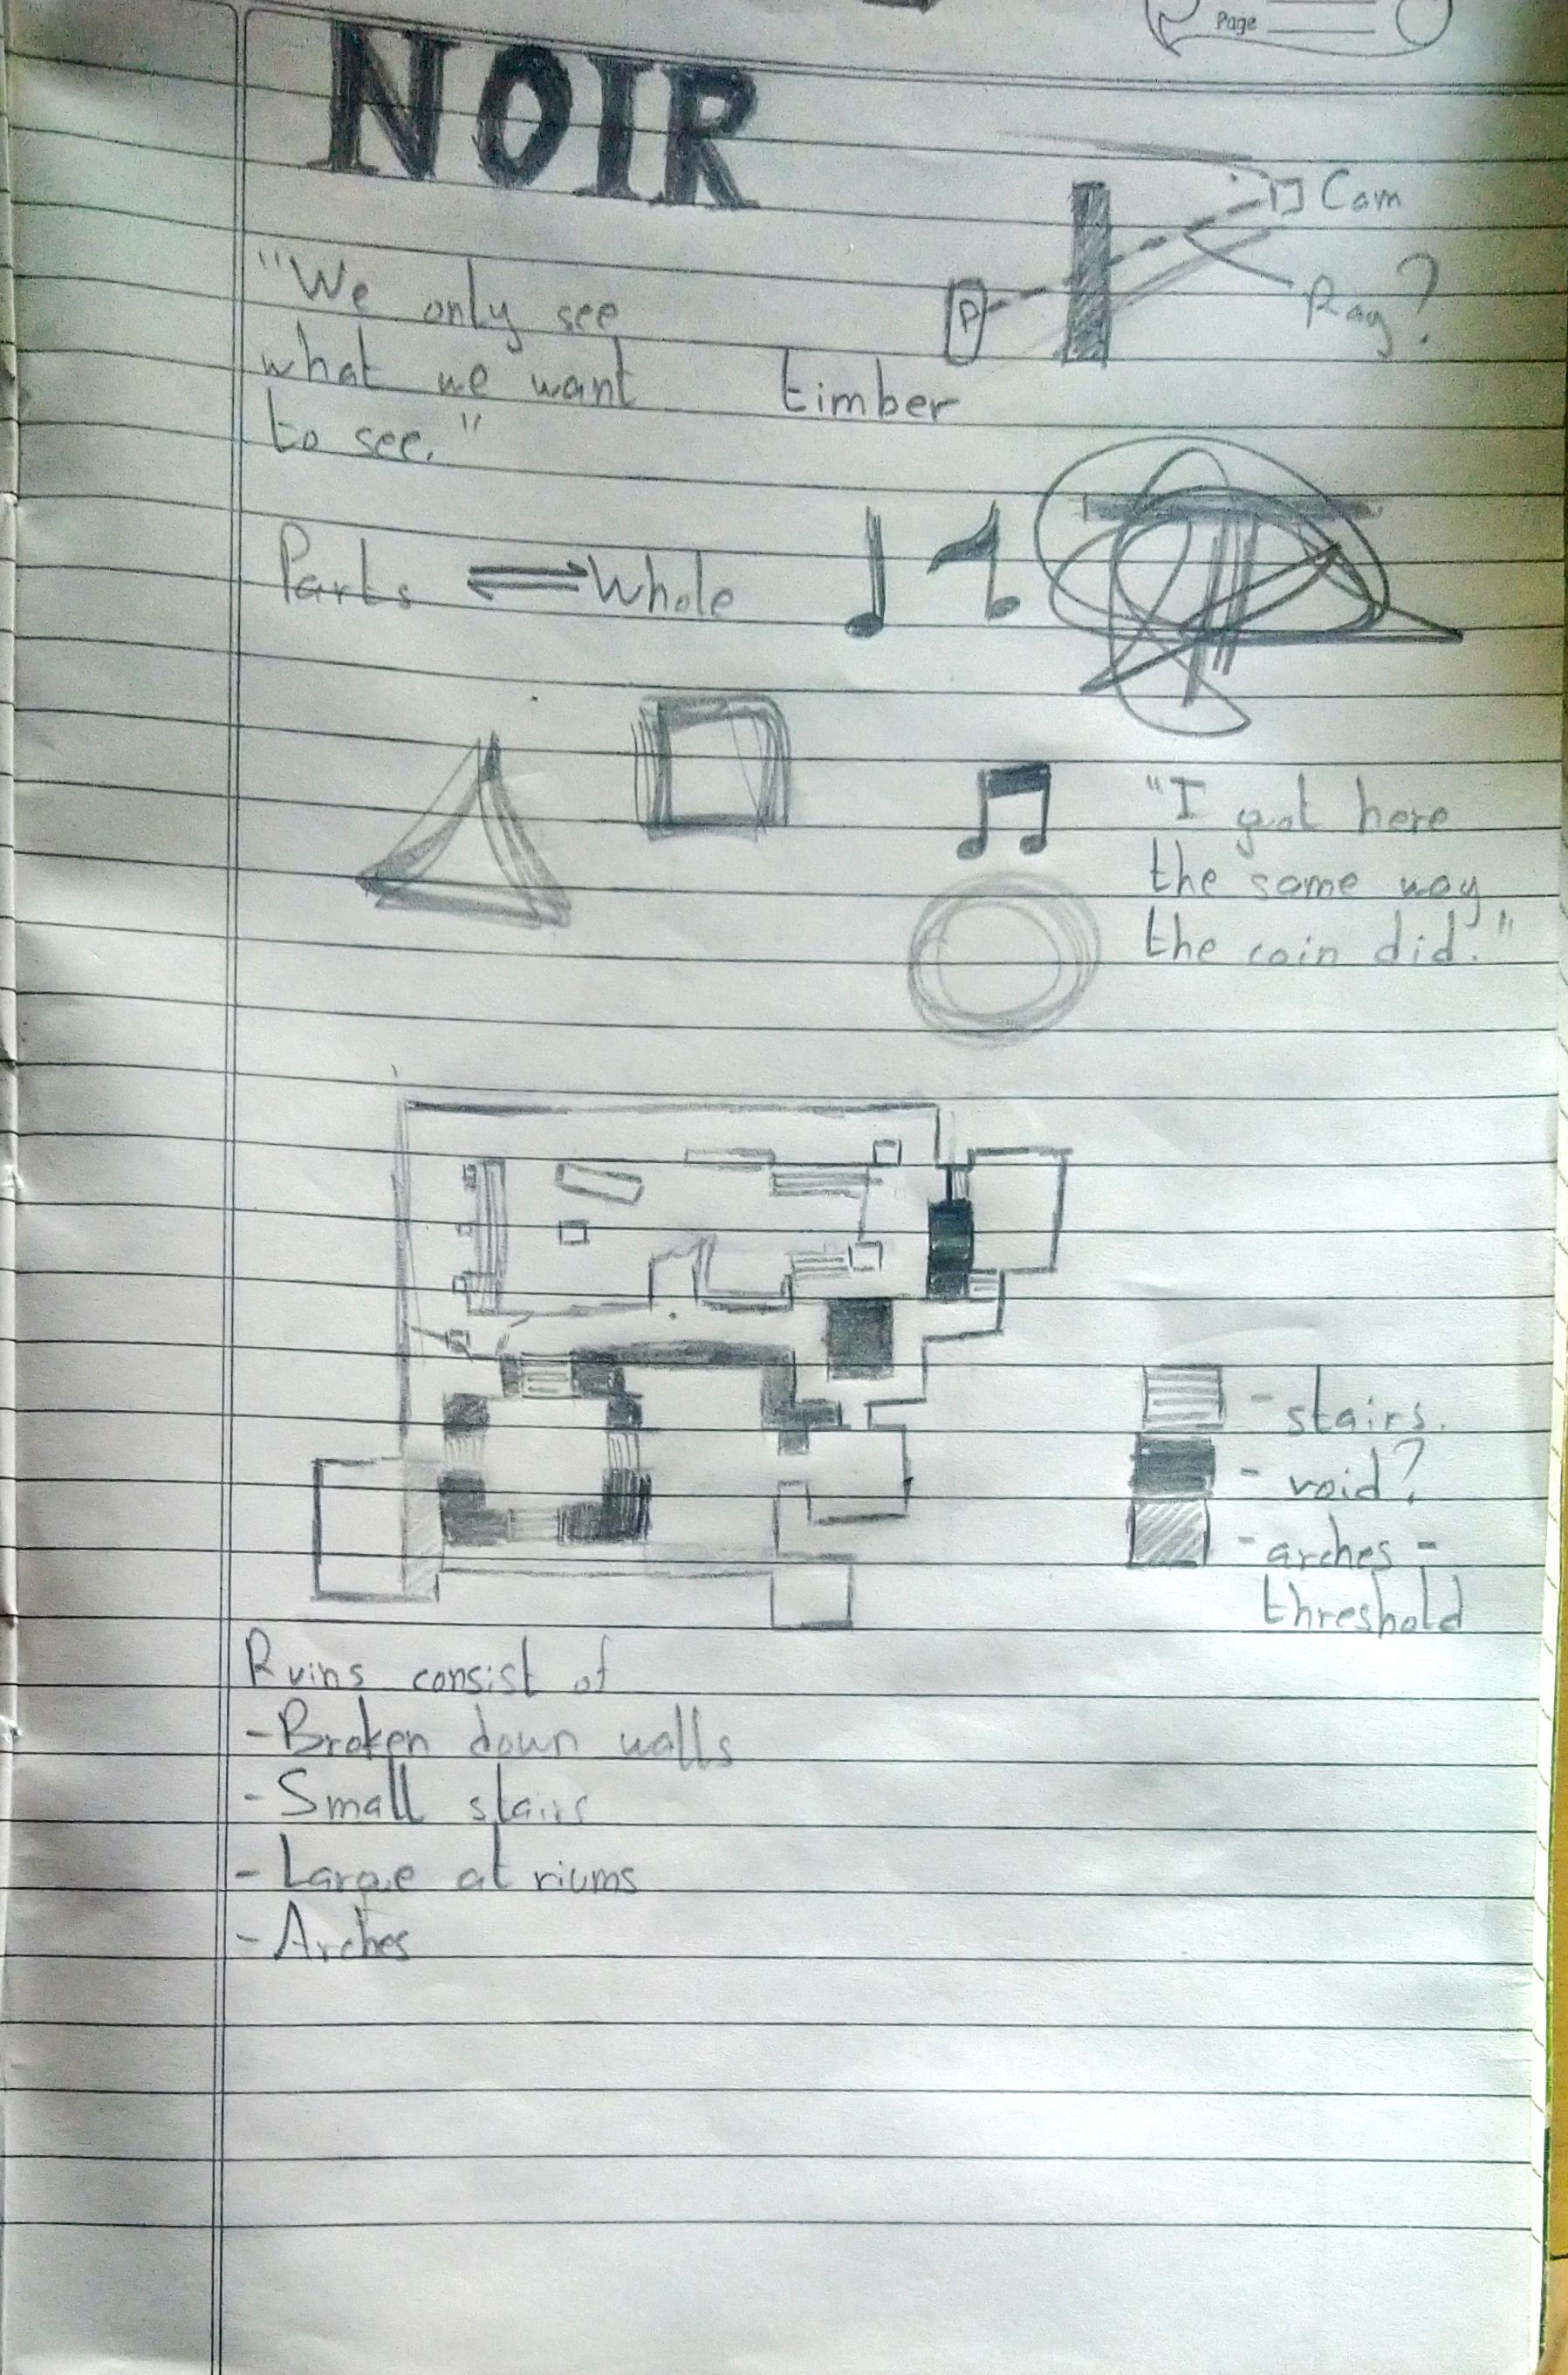 Page
NOIR
Cam
Ray?
P
"We only see
what we want
to see."
timber
Parts ⇌ Whole
"I got here
the same way
the coin did."
- stairs.
- void?
- arches -
threshold
Ruins consist of
- Broken down walls
- Small stairs
- Large atriums
- Arches